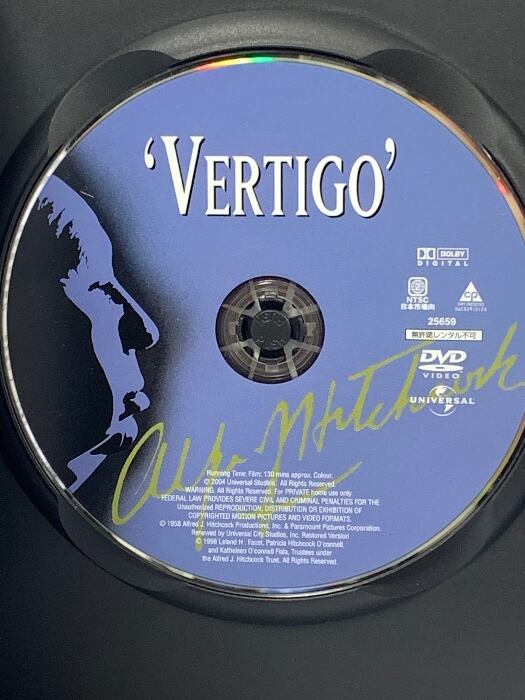 'VERTIGO'
DOLBY
DIGITAL
2
NTSC
日本市場向
25659
無許諾レンタル不可
DVD
VIDEO
UNIVERSAL
Alfred Hitchcock
Running Time: Film: 130 mins approx. Colour.
© 2004 Universal Studios. All Rights Reserved.
WARNING: All Rights Reserved. For PRIVATE home use only.
FEDERAL LAW PROVIDES SEVERE CIVIL AND CRIMINAL PENALTIES FOR THE
Unauthorized REPRODUCTION, DISTRIBUTION OR EXHIBITION OF
COPYRIGHTED MOTION PICTURES AND VIDEO FORMATS.
© 1958 Alfred J. Hitchcock Productions, Inc. & Paramount Pictures Corporation.
Renewed by Universal City Studios, Inc. Restored Version
© 1996 Leland H. Faust, Patricia Hitchcock O'connell,
and Katheleen O'connell Fiala, Trustees under
the Alfred J. Hitchcock Trust. All Rights Reserved.